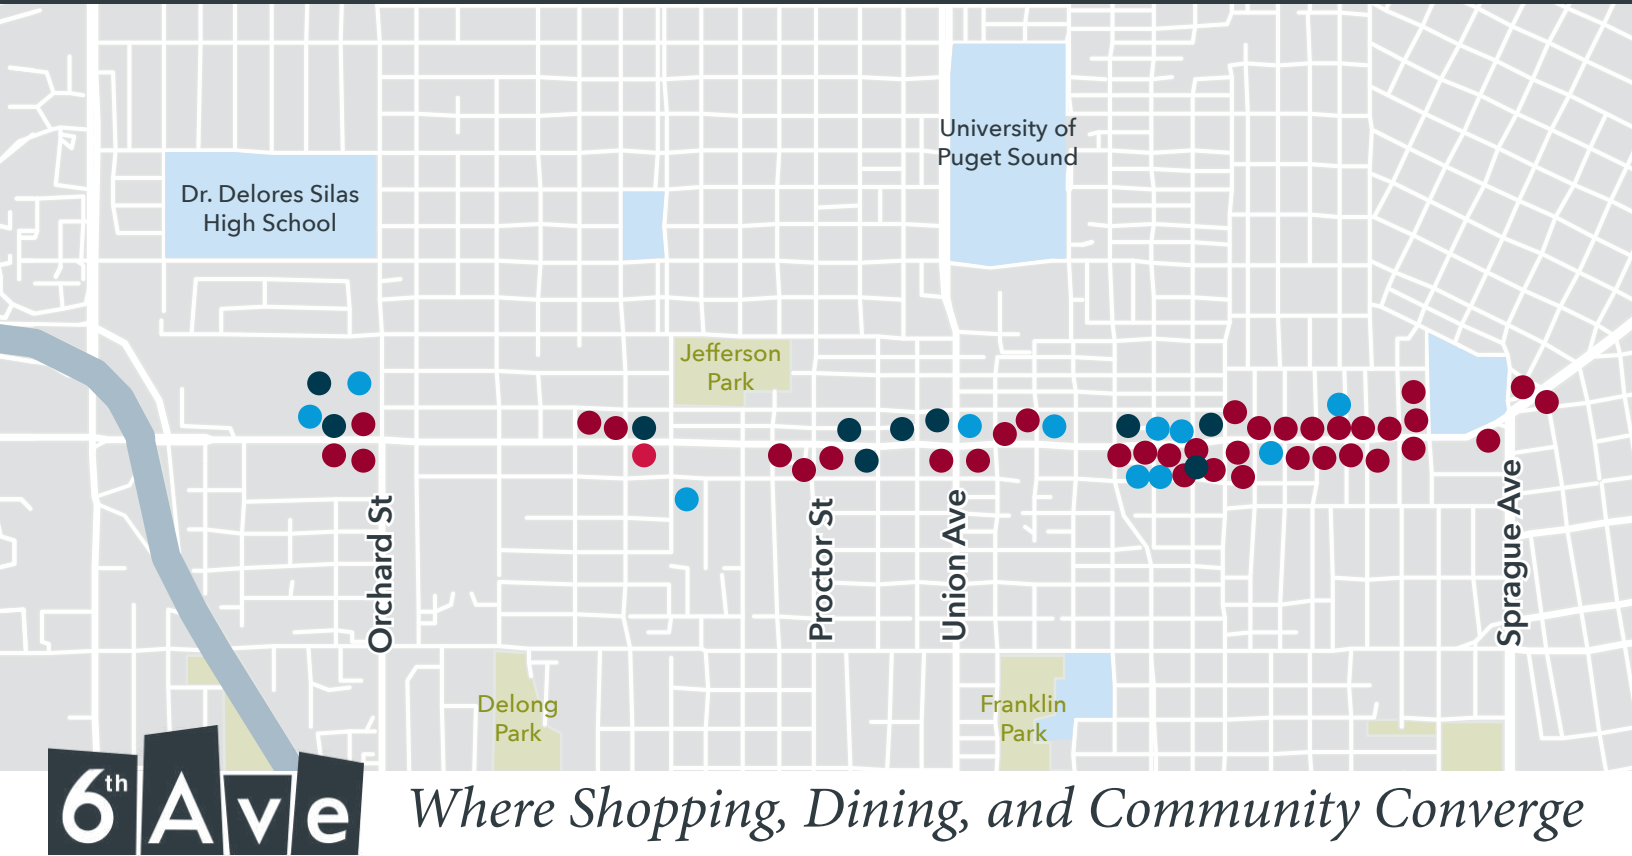 University of
Puget Sound
Dr. Delores Silas
High School
Jefferson
Park
Orchard St
Proctor St
Union Ave
Sprague Ave
Delong
Park
Franklin
Park
6th Ave
Where Shopping, Dining, and Community Converge